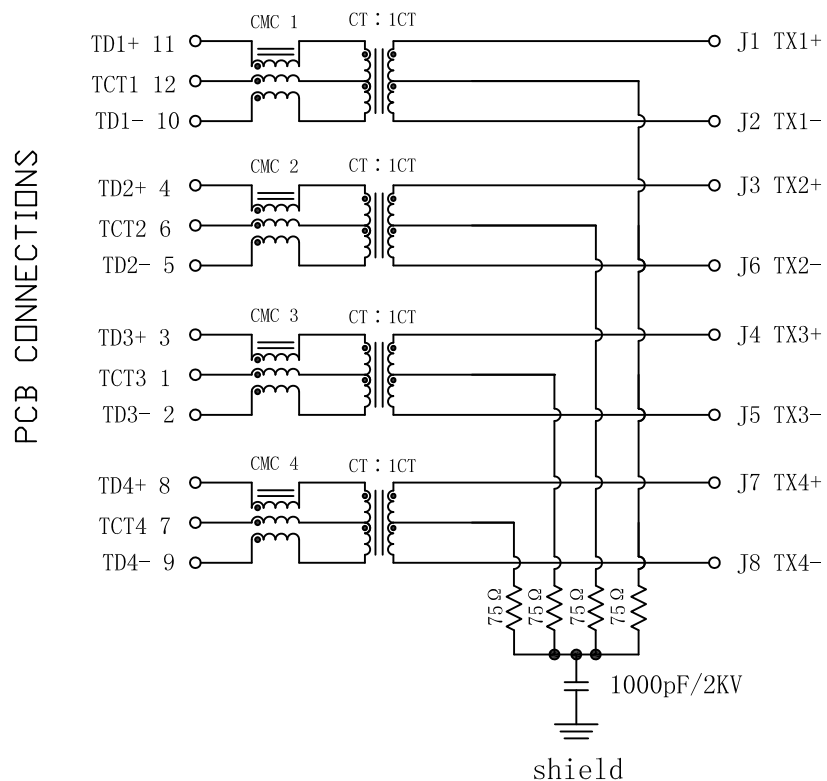 CMC 1 CT:1CT
TD1+ 11 J1 TX1+
TCT1 12
TD1- 10 J2 TX1-
CMC 2 CT:1CT
TD2+ 4 J3 TX2+
TCT2 6
TD2- 5 J6 TX2-
CMC 3 CT:1CT
TD3+ 3 J4 TX3+
TCT3 1
TD3- 2 J5 TX3-
CMC 4 CT:1CT
TD4+ 8 J7 TX4+
TCT4 7
TD4- 9 J8 TX4-
PCB CONNECTIONS
75Ω 75Ω 75Ω 75Ω
1000pF/2KV
shield